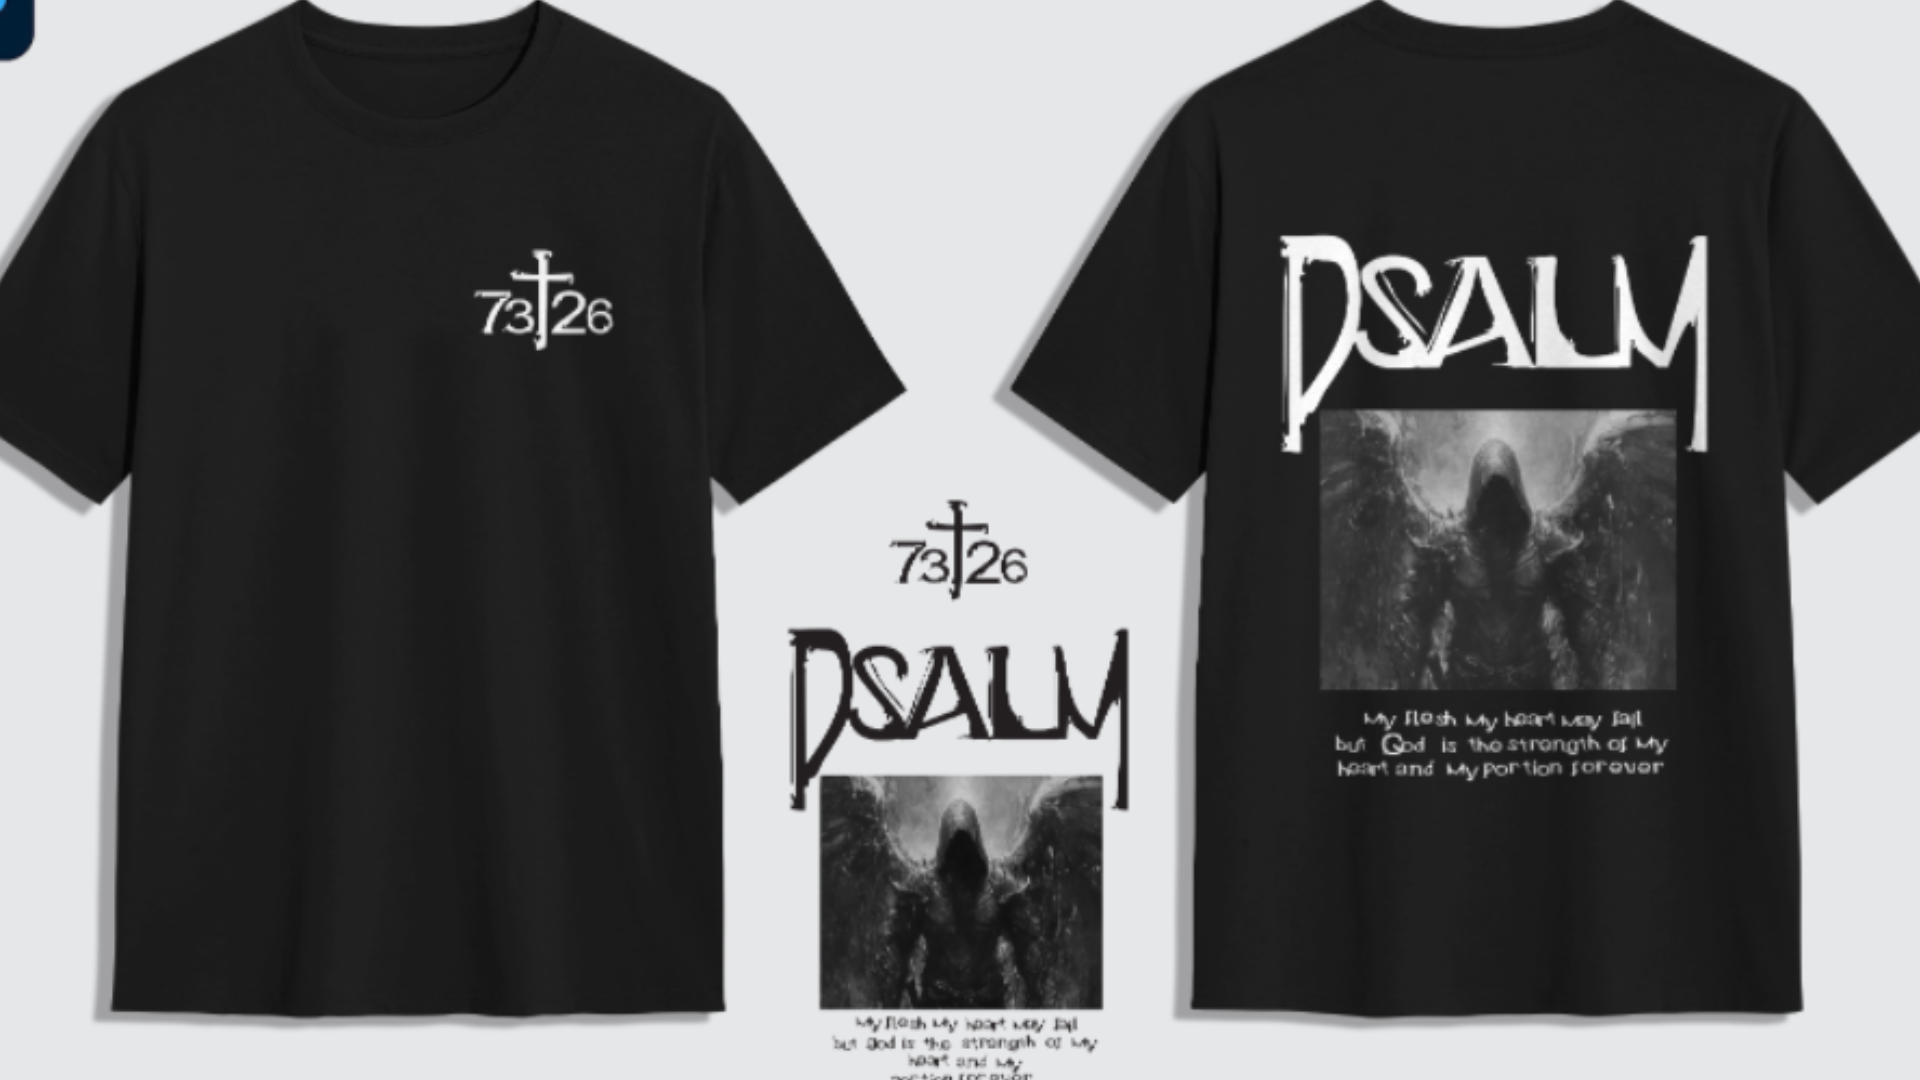 73 26
PSALM
My flesh My heart May fail
but God is the strength of My
heart and My portion forever
73 26
PSALM
My flesh My heart May fail
but God is the strength of My
heart and My
portion forever